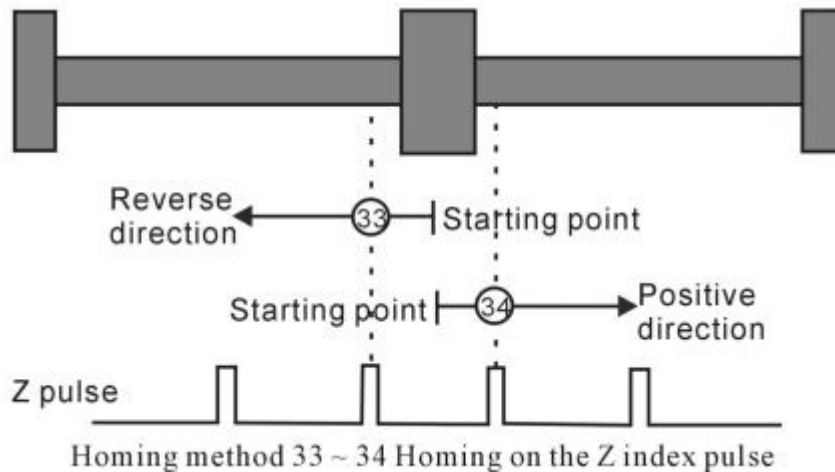 Reverse
direction
33
Starting point
Starting point
34
Positive
direction
Z pulse
Homing method 33 ~ 34 Homing on the Z index pulse